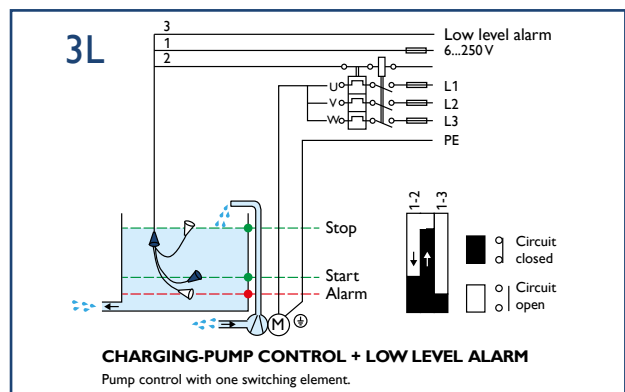 3L
3
Low level alarm
1
6...250 V
2
U
L1
V
L2
W
L3
PE
Stop
Start
Alarm
M
1-2
1-3
Circuit
closed
Circuit
open
CHARGING-PUMP CONTROL + LOW LEVEL ALARM
Pump control with one switching element.